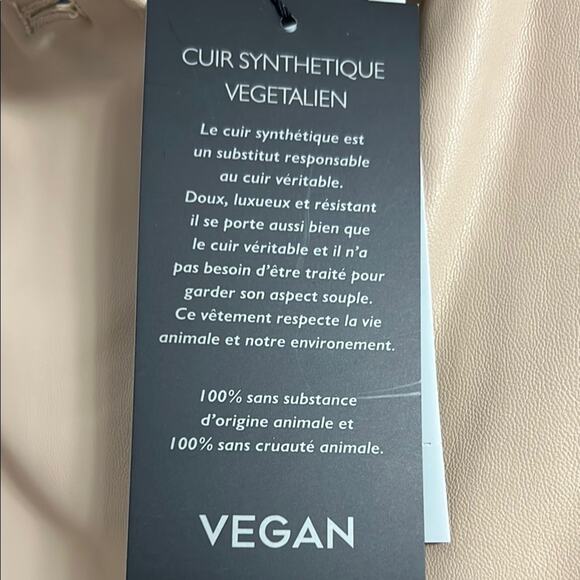 CUIR SYNTHETIQUE
VEGETALIEN
Le cuir synthétique est
un substitut responsable
au cuir véritable.
Doux, luxueux et résistant
il se porte aussi bien que
le cuir véritable et il n'a
pas besoin d'être traité pour
garder son aspect souple.
Ce vêtement respecte la vie
animale et notre environement.
100% sans substance
d'origine animale et
100% sans cruauté animale.
VEGAN